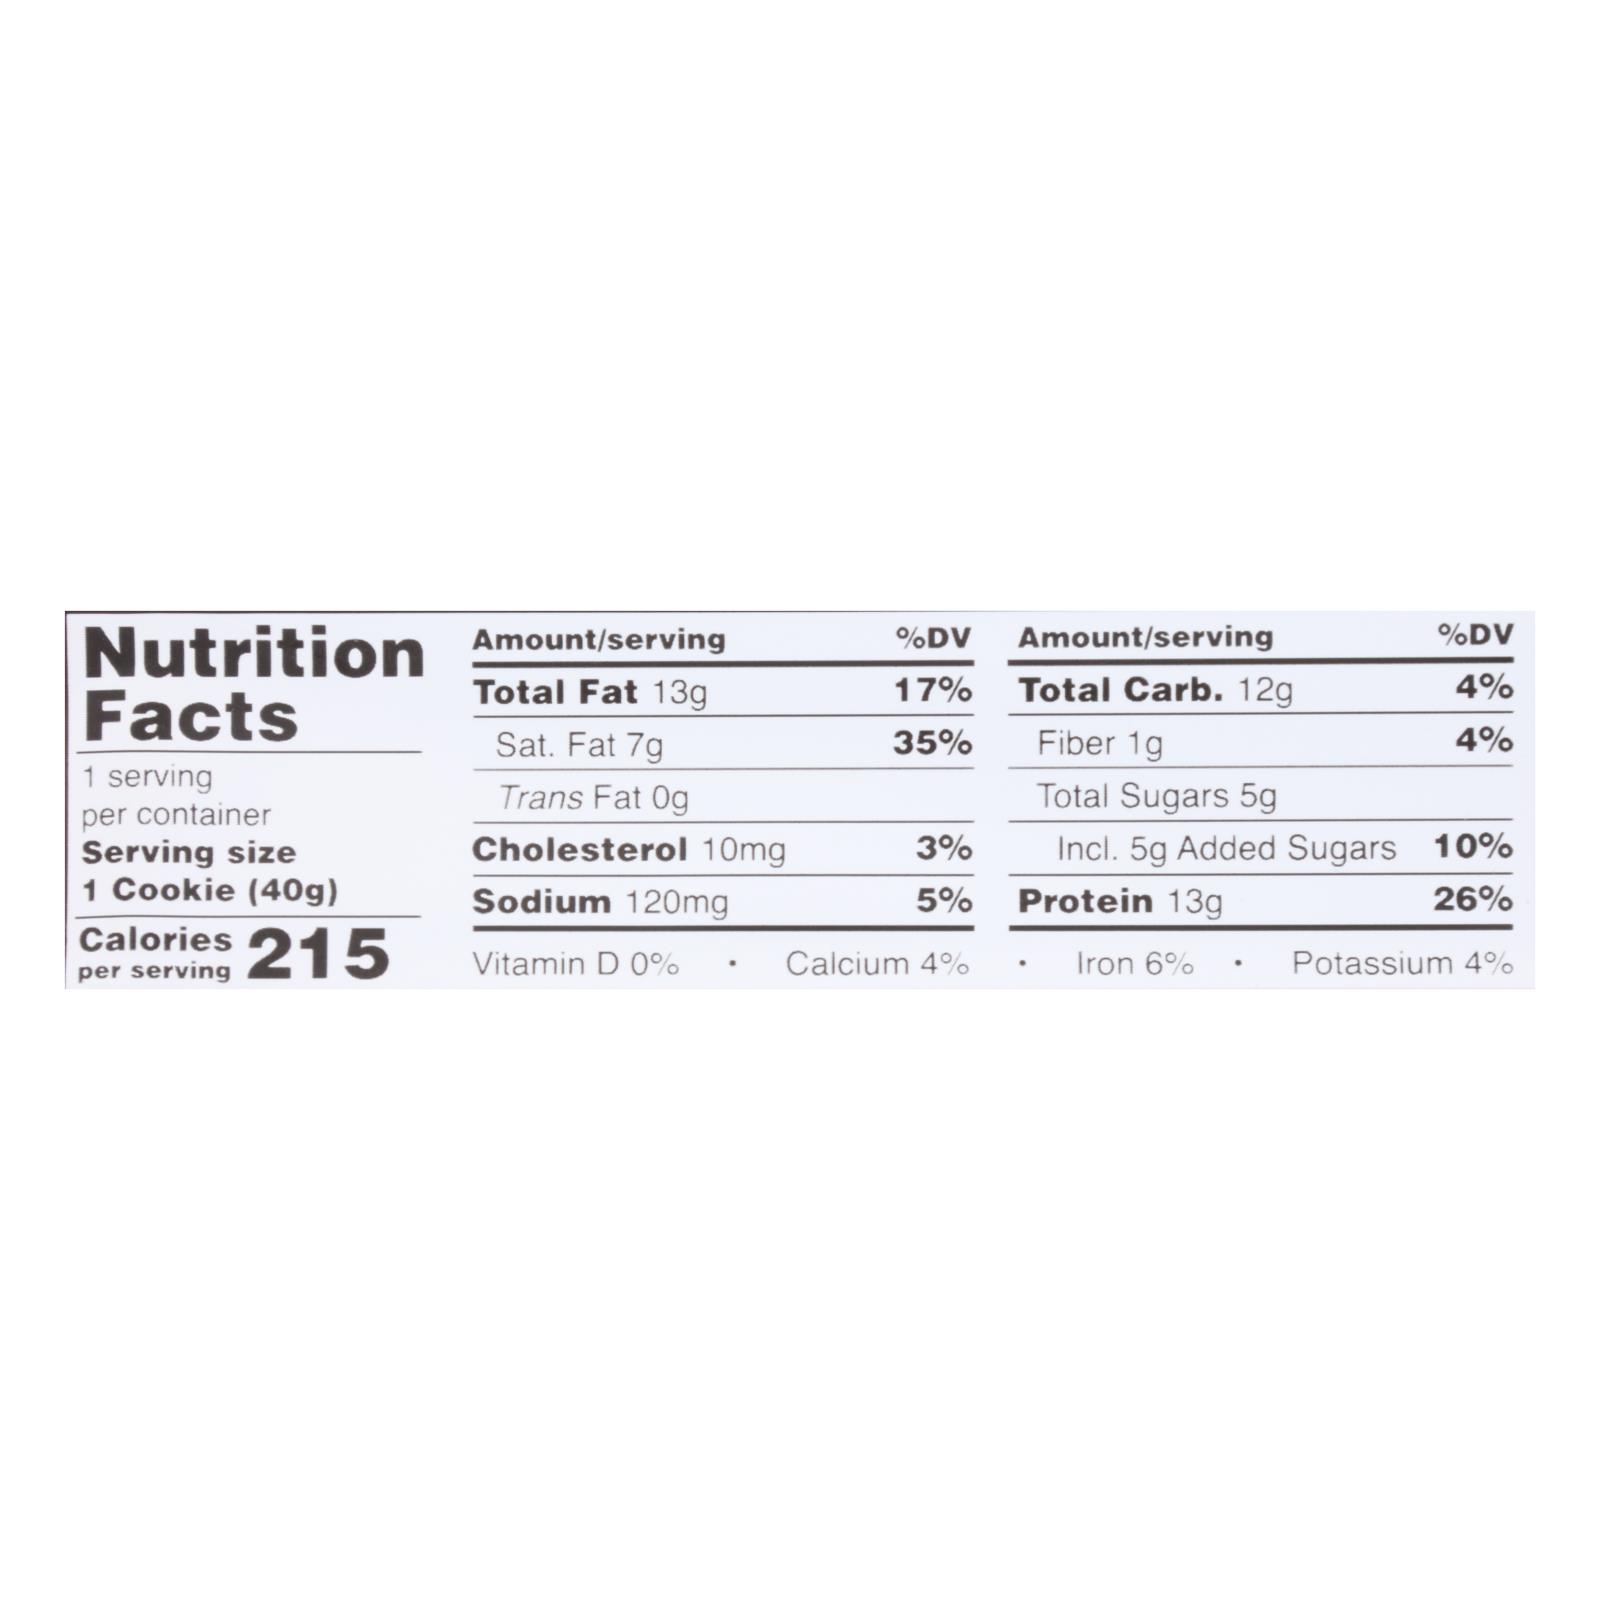 Nutrition
Facts
1 serving
per container
Serving size
1 Cookie (40g)
Calories
per serving 215
Amount/serving %DV
Total Fat 13g 17%
Sat. Fat 7g 35%
Trans Fat 0g
Cholesterol 10mg 3%
Sodium 120mg 5%
Amount/serving %DV
Total Carb. 12g 4%
Fiber 1g 4%
Total Sugars 5g
Incl. 5g Added Sugars 10%
Protein 13g 26%
Vitamin D 0% • Calcium 4% • Iron 6% • Potassium 4%